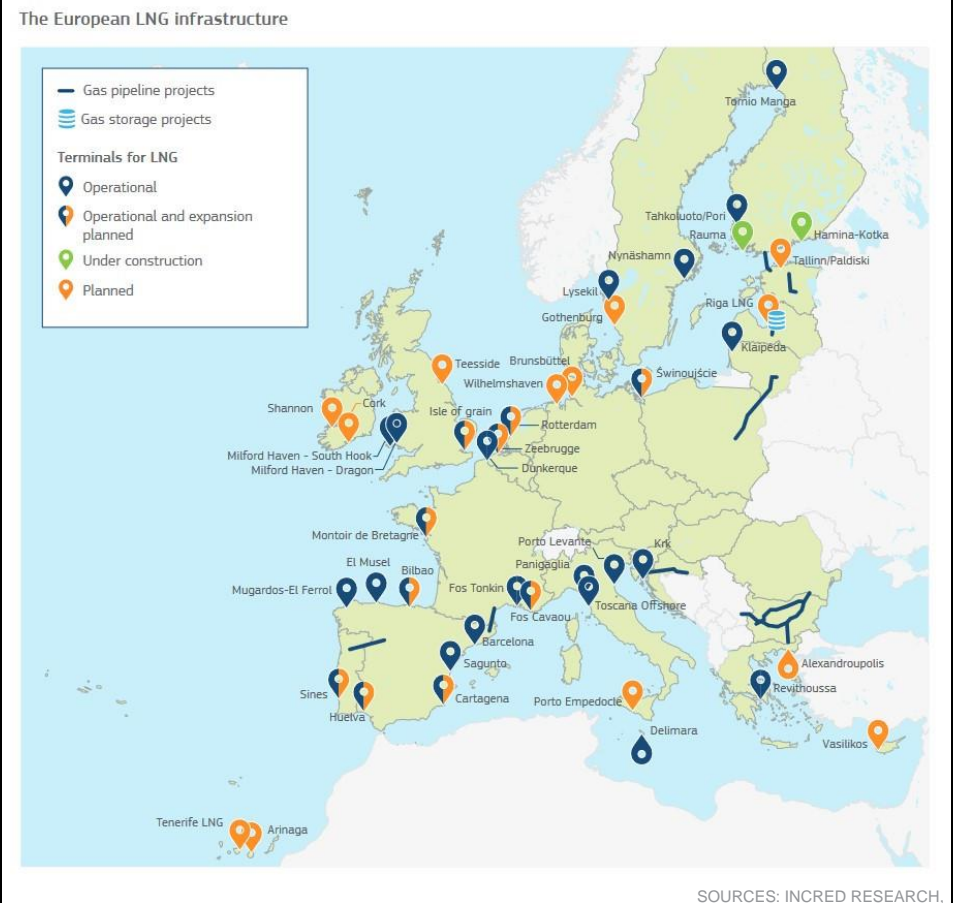 The European LNG infrastructure
Gas pipeline projects
Gas storage projects
Terminals for LNG
Operational
Operational and expansion
planned
Under construction
Planned
Tornio Manga
Tahkoluoto/Pori
Rauma
Hamina-Kotka
Nynäshamn
Tallinn/Paldiski
Lysekil
Gothenburg
Riga LNG
Klaipėda
Teesside
Brunsbüttel
Wilhelmshaven
Świnoujście
Shannon
Cork
Isle of grain
Rotterdam
Milford Haven - South Hook
Zeebrugge
Milford Haven - Dragon
Dunkerque
Montoir de Bretagne
Porto Levante
Krk
El Musel
Bilbao
Panigaglia
Mugardos-El Ferrol
Fos Tonkin
Toscana Offshore
Fos Cavaou
Barcelona
Sagunto
Alexandroupolis
Sines
Cartagena
Porto Empedocle
Revithoussa
Huelva
Delimara
Vasilikos
Tenerife LNG
Arinaga
SOURCES: INCRED RESEARCH,